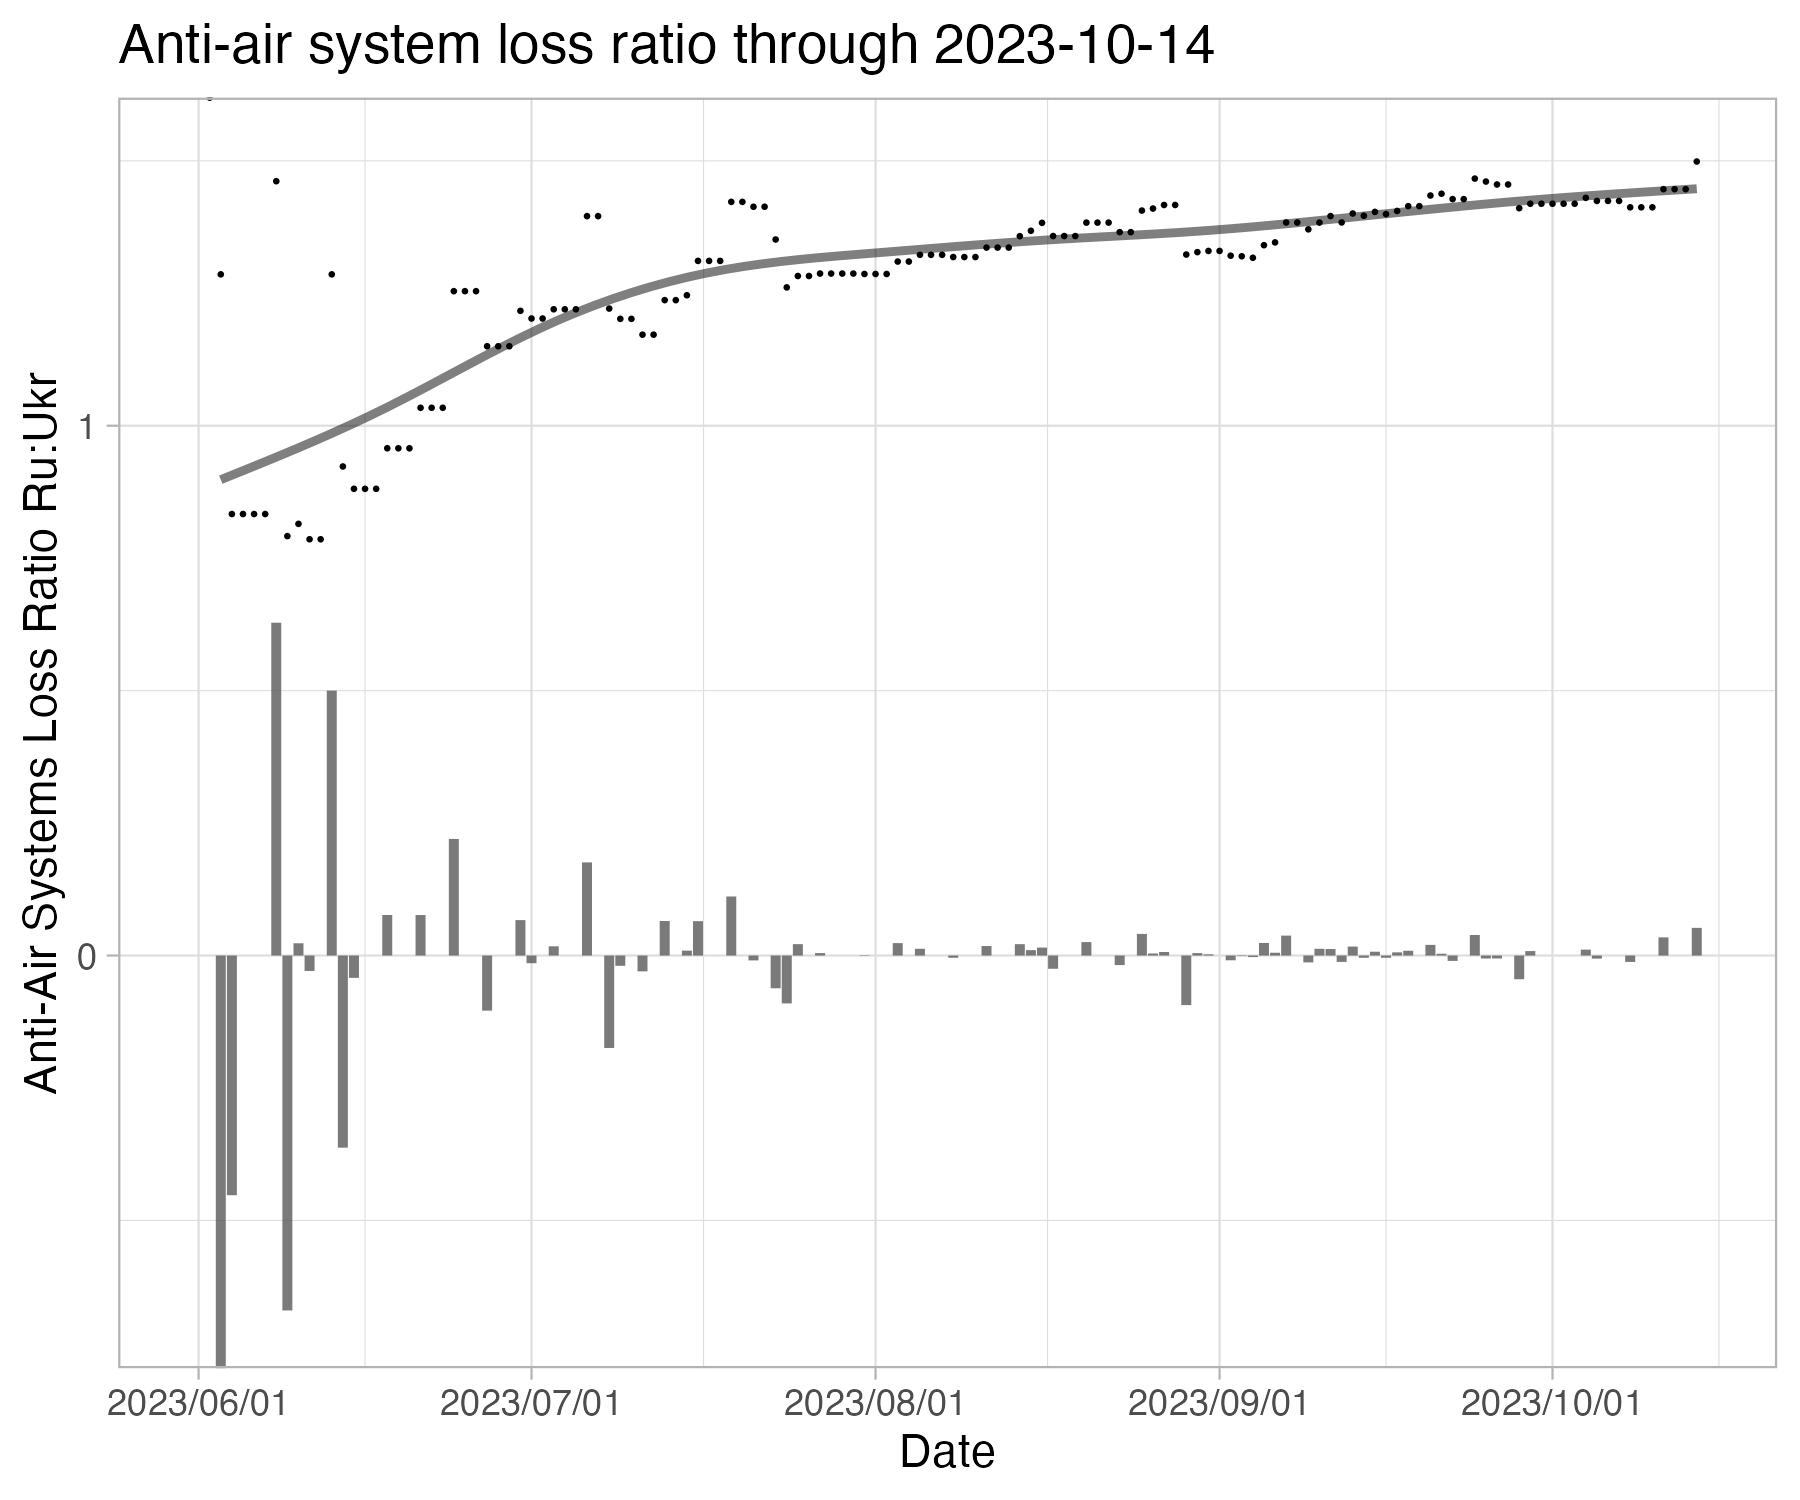 Anti-air system loss ratio through 2023-10-14
Anti-Air Systems Loss Ratio Ru:Ukr
1
0
2023/06/01
2023/07/01
2023/08/01
2023/09/01
2023/10/01
Date